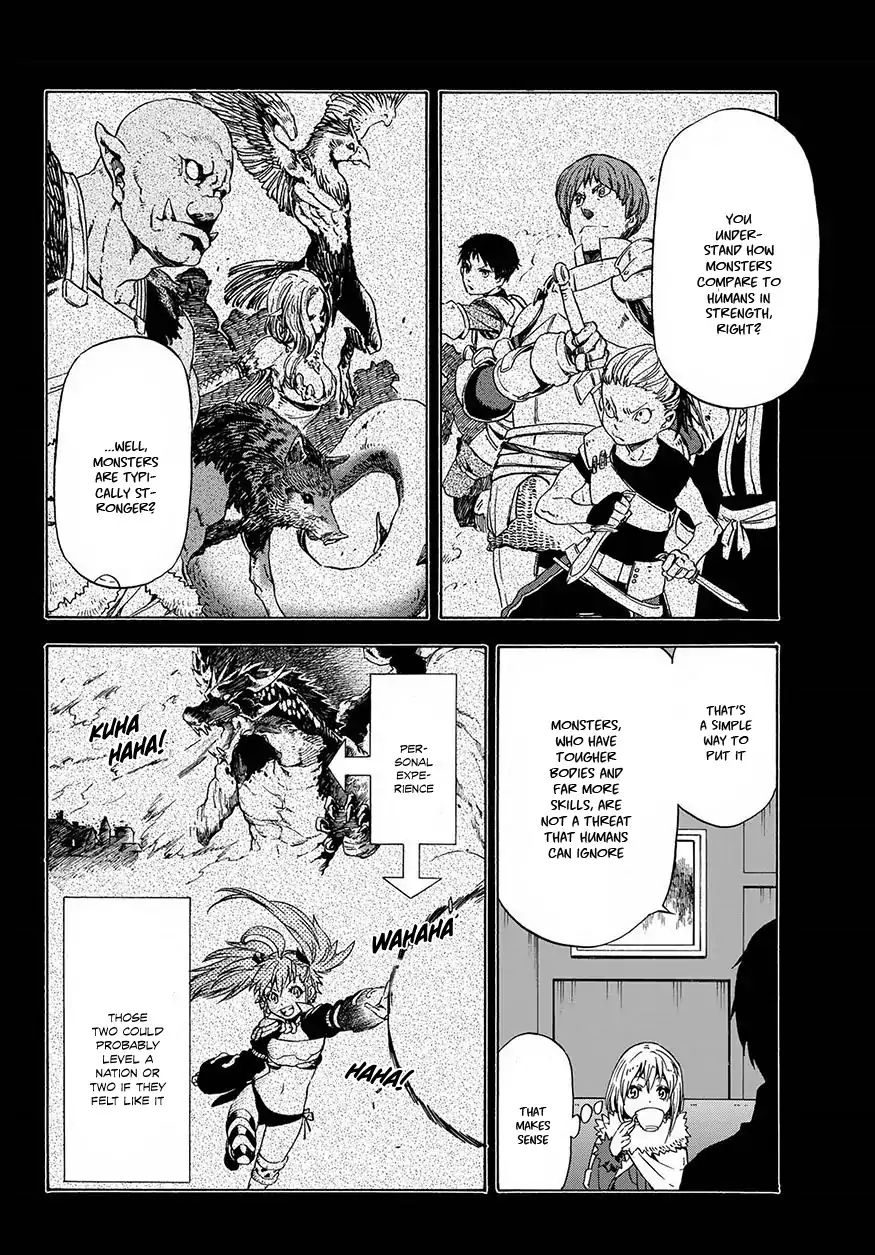 YOU
UNDER-
STAND HOW
MONSTERS
COMPARE TO
HUMANS IN
STRENGTH,
RIGHT?
...WELL,
MONSTERS
ARE TYPI-
CALLY ST-
RONGER?
THAT'S
A SIMPLE
WAY TO
PUT IT
MONSTERS,
WHO HAVE
TOUGHER
BODIES AND
FAR MORE
SKILLS, ARE
NOT A THREAT
THAT HUMANS
CAN IGNORE
THAT
MAKES
SENSE
PER-
SONAL
EXPE-
RIENCE
KUHA
HAHA!
WAHAHA
HAHA!
THOSE
TWO COULD
PROBABLY
LEVEL A
NATION OR
TWO IF THEY
FELT LIKE IT